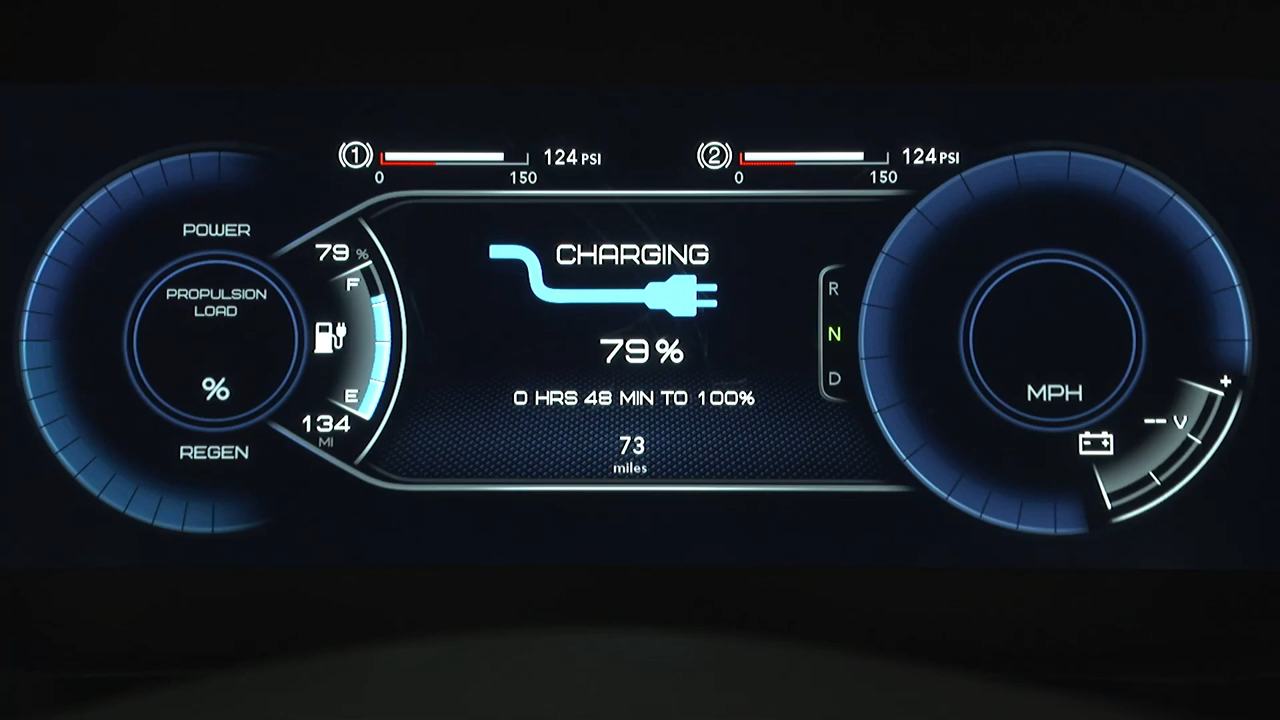 1
124 PSI
0
150
2
124 PSI
0
150
POWER
PROPULSION
LOAD
%
REGEN
79 %
F
E
134
MI
CHARGING
79 %
0 HRS 48 MIN TO 100%
73
miles
R
N
D
MPH
+
-- V